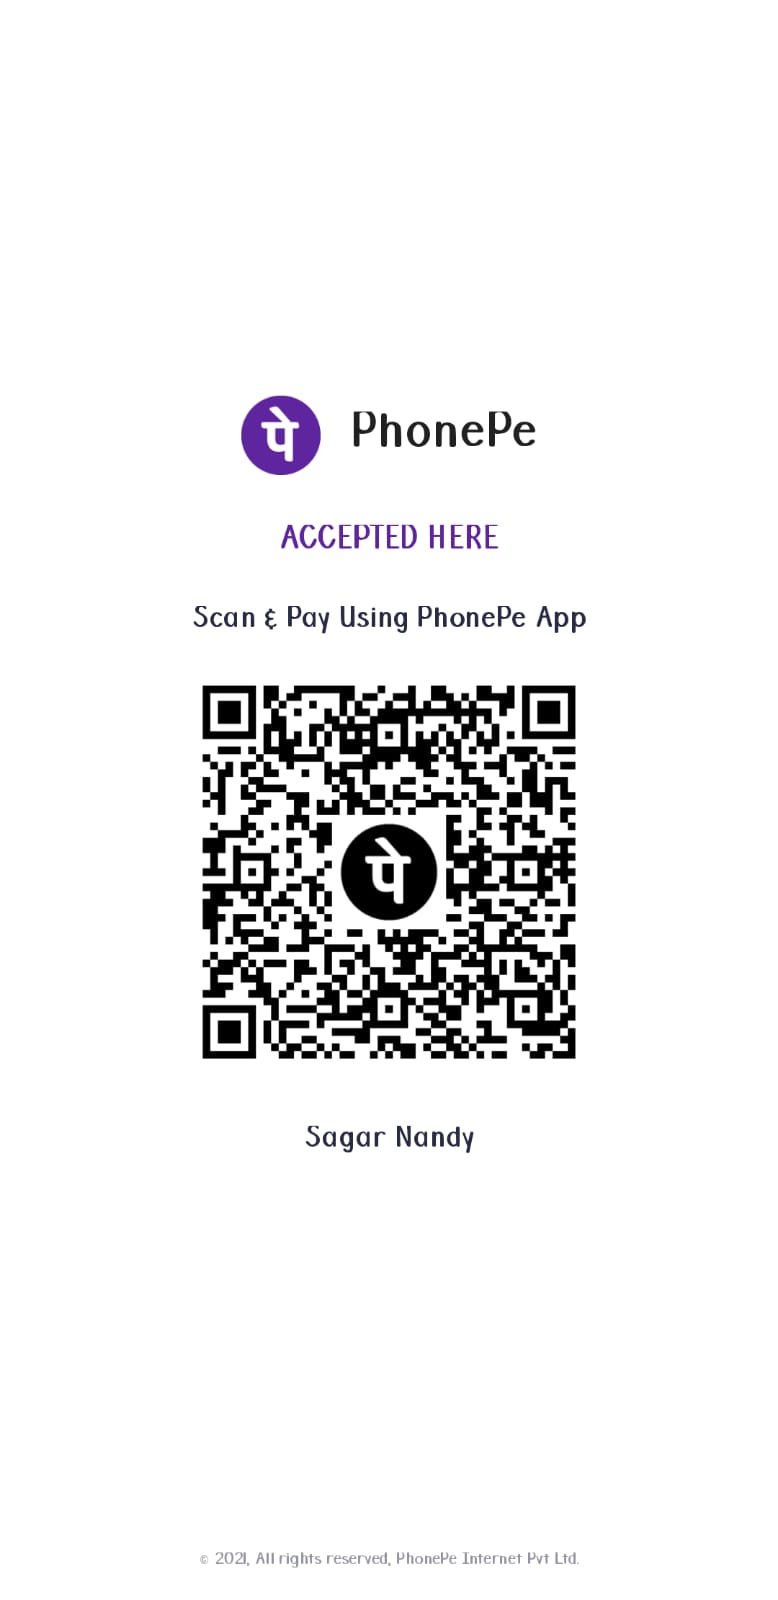 पे PhonePe
ACCEPTED HERE
Scan & Pay Using PhonePe App
पे
Sagar Nandy
© 2021, All rights reserved, PhonePe Internet Pvt Ltd.